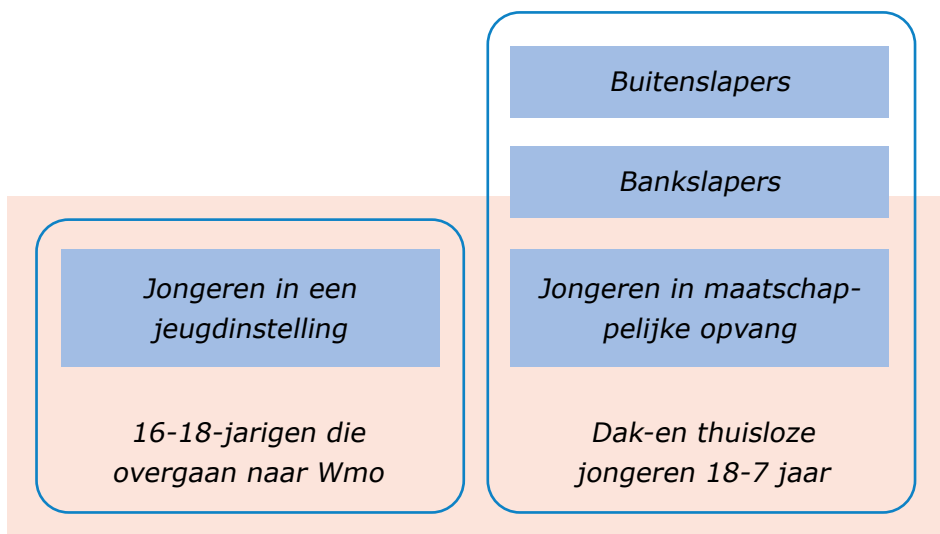 Buitenslapers
Bankslapers
Jongeren in een
jeugdinstelling
Jongeren in maatschap-
pelijke opvang
16-18-jarigen die
overgaan naar Wmo
Dak-en thuisloze
jongeren 18-7 jaar